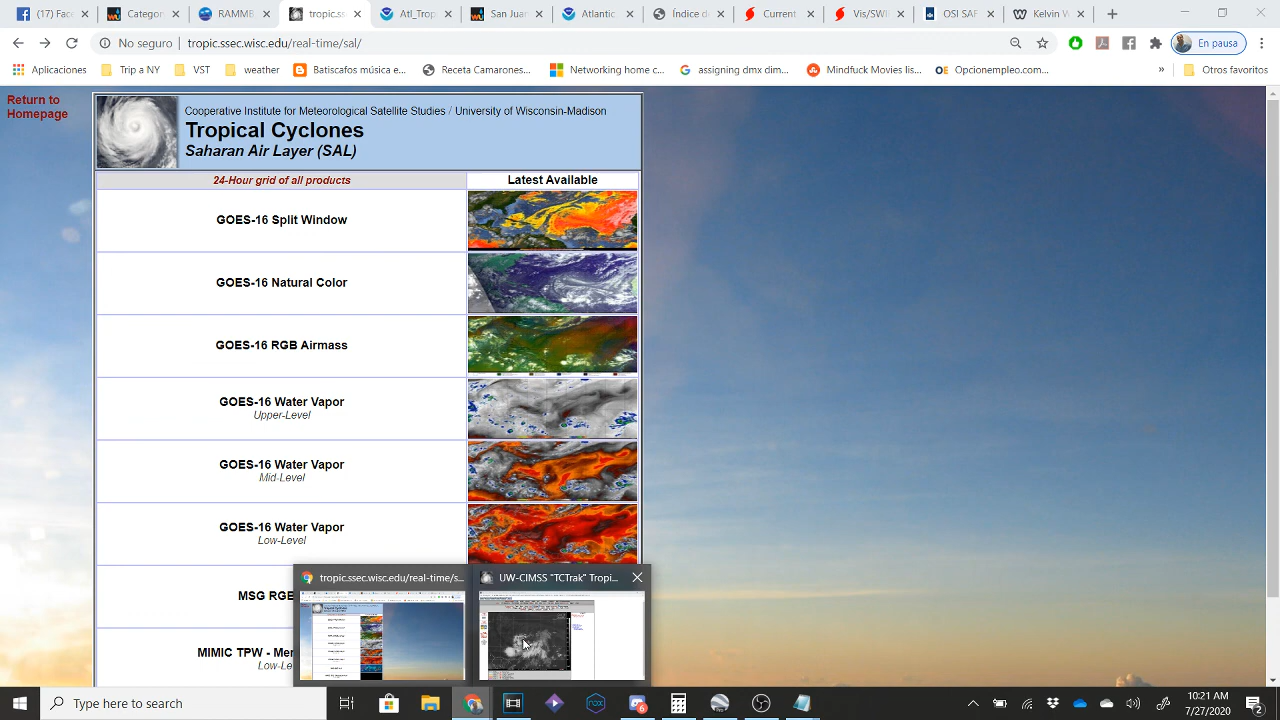 (17) Face
Categor
RAMMB
tropic.ss
Atl_Trop
San Juan
Atlantic
Índice d
Current
Vis/SWI
OSI SAF
Kelvin W
No seguro | tropic.ssec.wisc.edu/real-time/sal/
En pausa
Aplicaciones
Trip a NY
VST
weather
Batiscafos música e...
Receta Camarones...
Networking home c...
assigning dmx dim...
Mindfuck Movies lis...
OE Opcionempleo.com...
»
Otros favoritos
Return to
Homepage
Cooperative Institute for Meteorological Satellite Studies / University of Wisconsin-Madison
Tropical Cyclones
Saharan Air Layer (SAL)
24-Hour grid of all products
Latest Available
GOES-16 Split Window
GOES-16 Natural Color
GOES-16 RGB Airmass
GOES-16 Water Vapor
Upper-Level
GOES-16 Water Vapor
Mid-Level
GOES-16 Water Vapor
Low-Level
tropic.ssec.wisc.edu/real-time/s...
UW-CIMSS "TCTrak" Tropi...
MSG RGE
MIMIC TPW - Mer
Low-Le
Type here to search
6
10:21 AM
7/27/2020
2